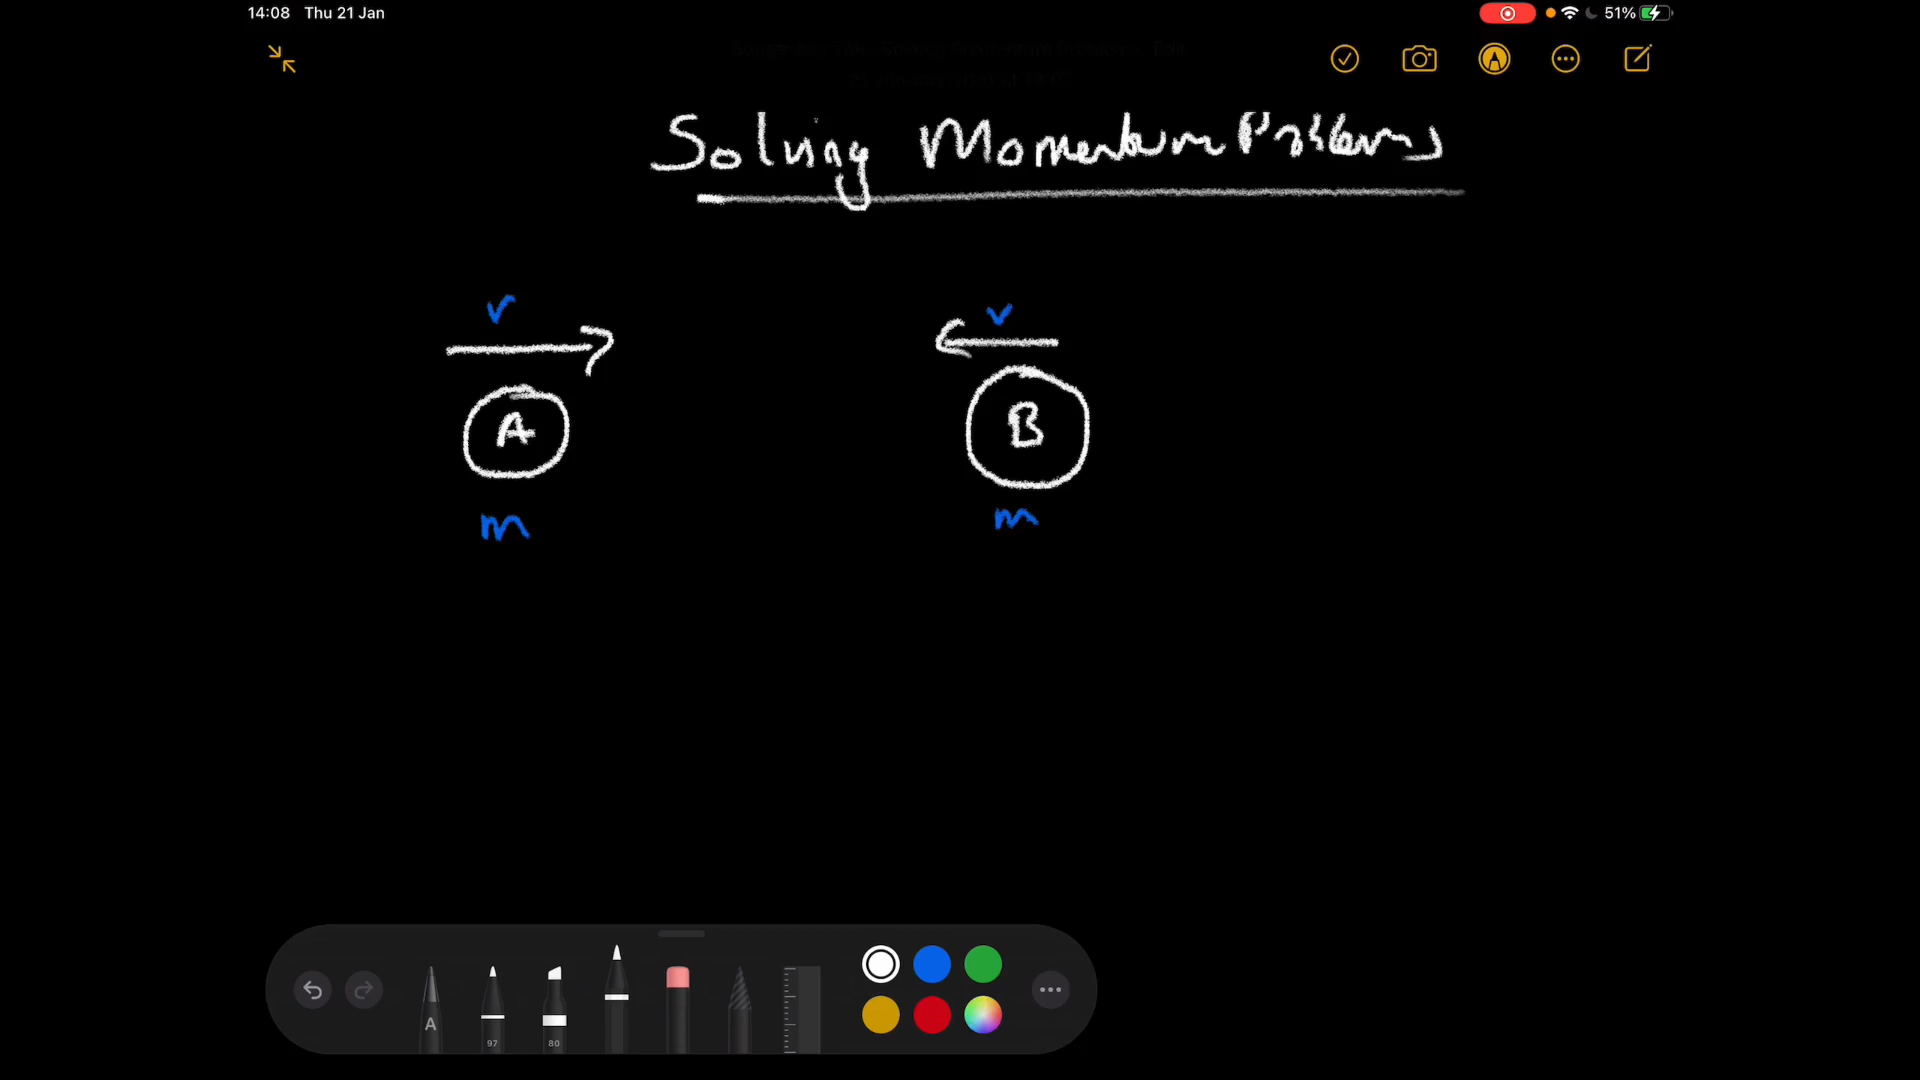 14:08 Thu 21 Jan 51%
Solving Momentum Problems
v v
A B
m m
A 97 80